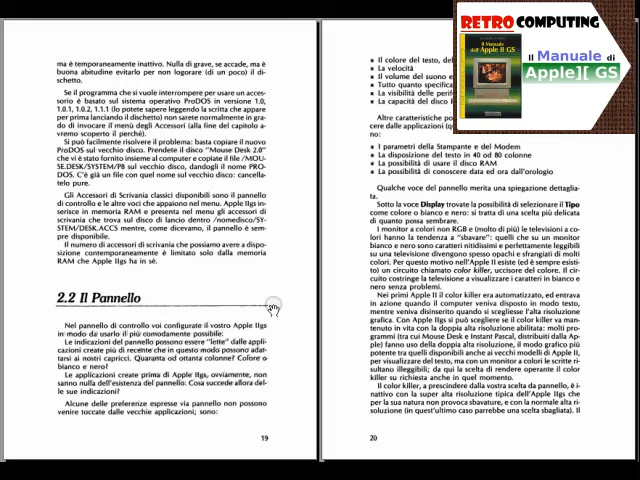 ma è temporaneamente inattivo. Nulla di grave, se accade, ma è
buona abitudine evitarlo per non logorare (di un poco) il di-
schetto.
Se il programma che si vuole interrompere per usare un acces-
sorio è basato sul sistema operativo ProDOS in versione 1.0,
1.0.1, 1.0.2, 1.1.1 (lo potete sapere leggendo la scritta che appare
per prima lanciando il dischetto) non sarete normalmente in gra-
do di invocare il menù degli Accessori (alla fine del capitolo a-
vremo scoperto il perché).
Si può facilmente risolvere il problema: basta copiare il nuovo
ProDOS sul vecchio disco. Prendete il disco "Mouse Desk 2.0"
che vi è stato fornito insieme al computer e copiate il file /MOU-
SE.DESK/SYSTEM/P8 sul vecchio disco, dandogli il nome PRO-
DOS. C'è già un file con quel nome sul vecchio disco: cancella-
telo pure.
Gli Accessori di Scrivania classici disponibili sono il pannello
di controllo e le altre voci che appaiono nel menu. Apple IIgs in-
serisce in memoria RAM e presenta nel menu gli accessori di
scrivania che trova sul disco di lancio dentro /nomedisco/SY-
STEM/DESK.ACCS mentre, come dicevamo, il pannello è sem-
pre disponibile.
Il numero di accessori di scrivania che possiamo avere a dispo-
sizione contemporaneamente è limitato solo dalla memoria
RAM che Apple IIgs ha in sé.
2.2 Il Pannello
Nel pannello di controllo voi configurate il vostro Apple IIgs
in modo da usarlo il più comodamente possibile:
Le indicazioni del pannello possono essere "lette" dalle appli-
cazioni create più di recente che in questo modo possono adat-
tarsi ai nostri capricci. Quaranta od ottanta colonne? Colore o
bianco e nero?
Le applicazioni create prima di Apple IIgs, ovviamente, non
sanno nulla dell'esistenza del pannello. Cosa succede allora del-
le sue indicazioni?
Alcune delle preferenze espresse via pannello non possono
venire toccate dalle vecchie applicazioni; sono:
19
* Il colore del testo, del
* La velocità
* Il volume del suono e
* Tutto quanto specifica
* La visibilità delle perife
* La capacità del disco
Altre caratteristiche po
cere dalle applicazioni (q
no:
* I parametri della Stampante e del Modem
* La disposizione del testo in 40 od 80 colonne
* La possibilità di usare il disco RAM
* La possibilità di conoscere data ed ora dall'orologio
Qualche voce del pannello merita una spiegazione dettaglia-
ta.
Sotto la voce Display trovate la possibilità di selezionare il Tipo
come colore o bianco e nero: si tratta di una scelta più delicata
di quanto possa sembrare.
I monitor a colori non RGB e (molto di più) le televisioni a co-
lori hanno la tendenza a "sbavare": quelli che su un monitor
bianco e nero sono caratteri nitidissimi e perfettamente leggibili
su una televisione divengono spesso opachi e sfrangiati di molti
colori. Per questo motivo nell'Apple II esiste (ed è sempre esisti-
to) un circuito chiamato color killer, uccisore del colore. Il cir-
cuito costringe la televisione a visualizzare i caratteri in bianco e
nero senza problemi.
Nei primi Apple II il color killer era automatizzato, ed entrava
in azione quando il computer veniva disposto in modo testo,
mentre veniva disinserito quando si scegliesse l'alta risoluzione
grafica. Con Apple IIgs si può scegliere se il color killer va man-
tenuto in vita con la doppia alta risoluzione abilitata: molti pro-
grammi (tra cui Mouse Desk e Instant Pascal, distribuiti dalla Ap-
ple) fanno uso della doppia alta risoluzione, il modo grafico più
potente tra quelli disponibili anche ai vecchi modelli di Apple II,
per visualizzare del testo, ma con un monitor a colori le scritte ri-
sultano illeggibili; da qui la scelta di rendere operante il color
killer su richiesta anche in quel momento.
Il color killer, a prescindere dalla vostra scelta da pannello, è i-
nattivo con la super alta risoluzione tipica dell'Apple IIgs che
per la sua natura non provoca sbavature, e con la normale alta ri-
soluzione (in quest'ultimo caso parrebbe una scelta sbagliata). Il
20
RETRO COMPUTING
Il Manuale
dell'Apple II GS
Il Manuale di
Apple][ GS